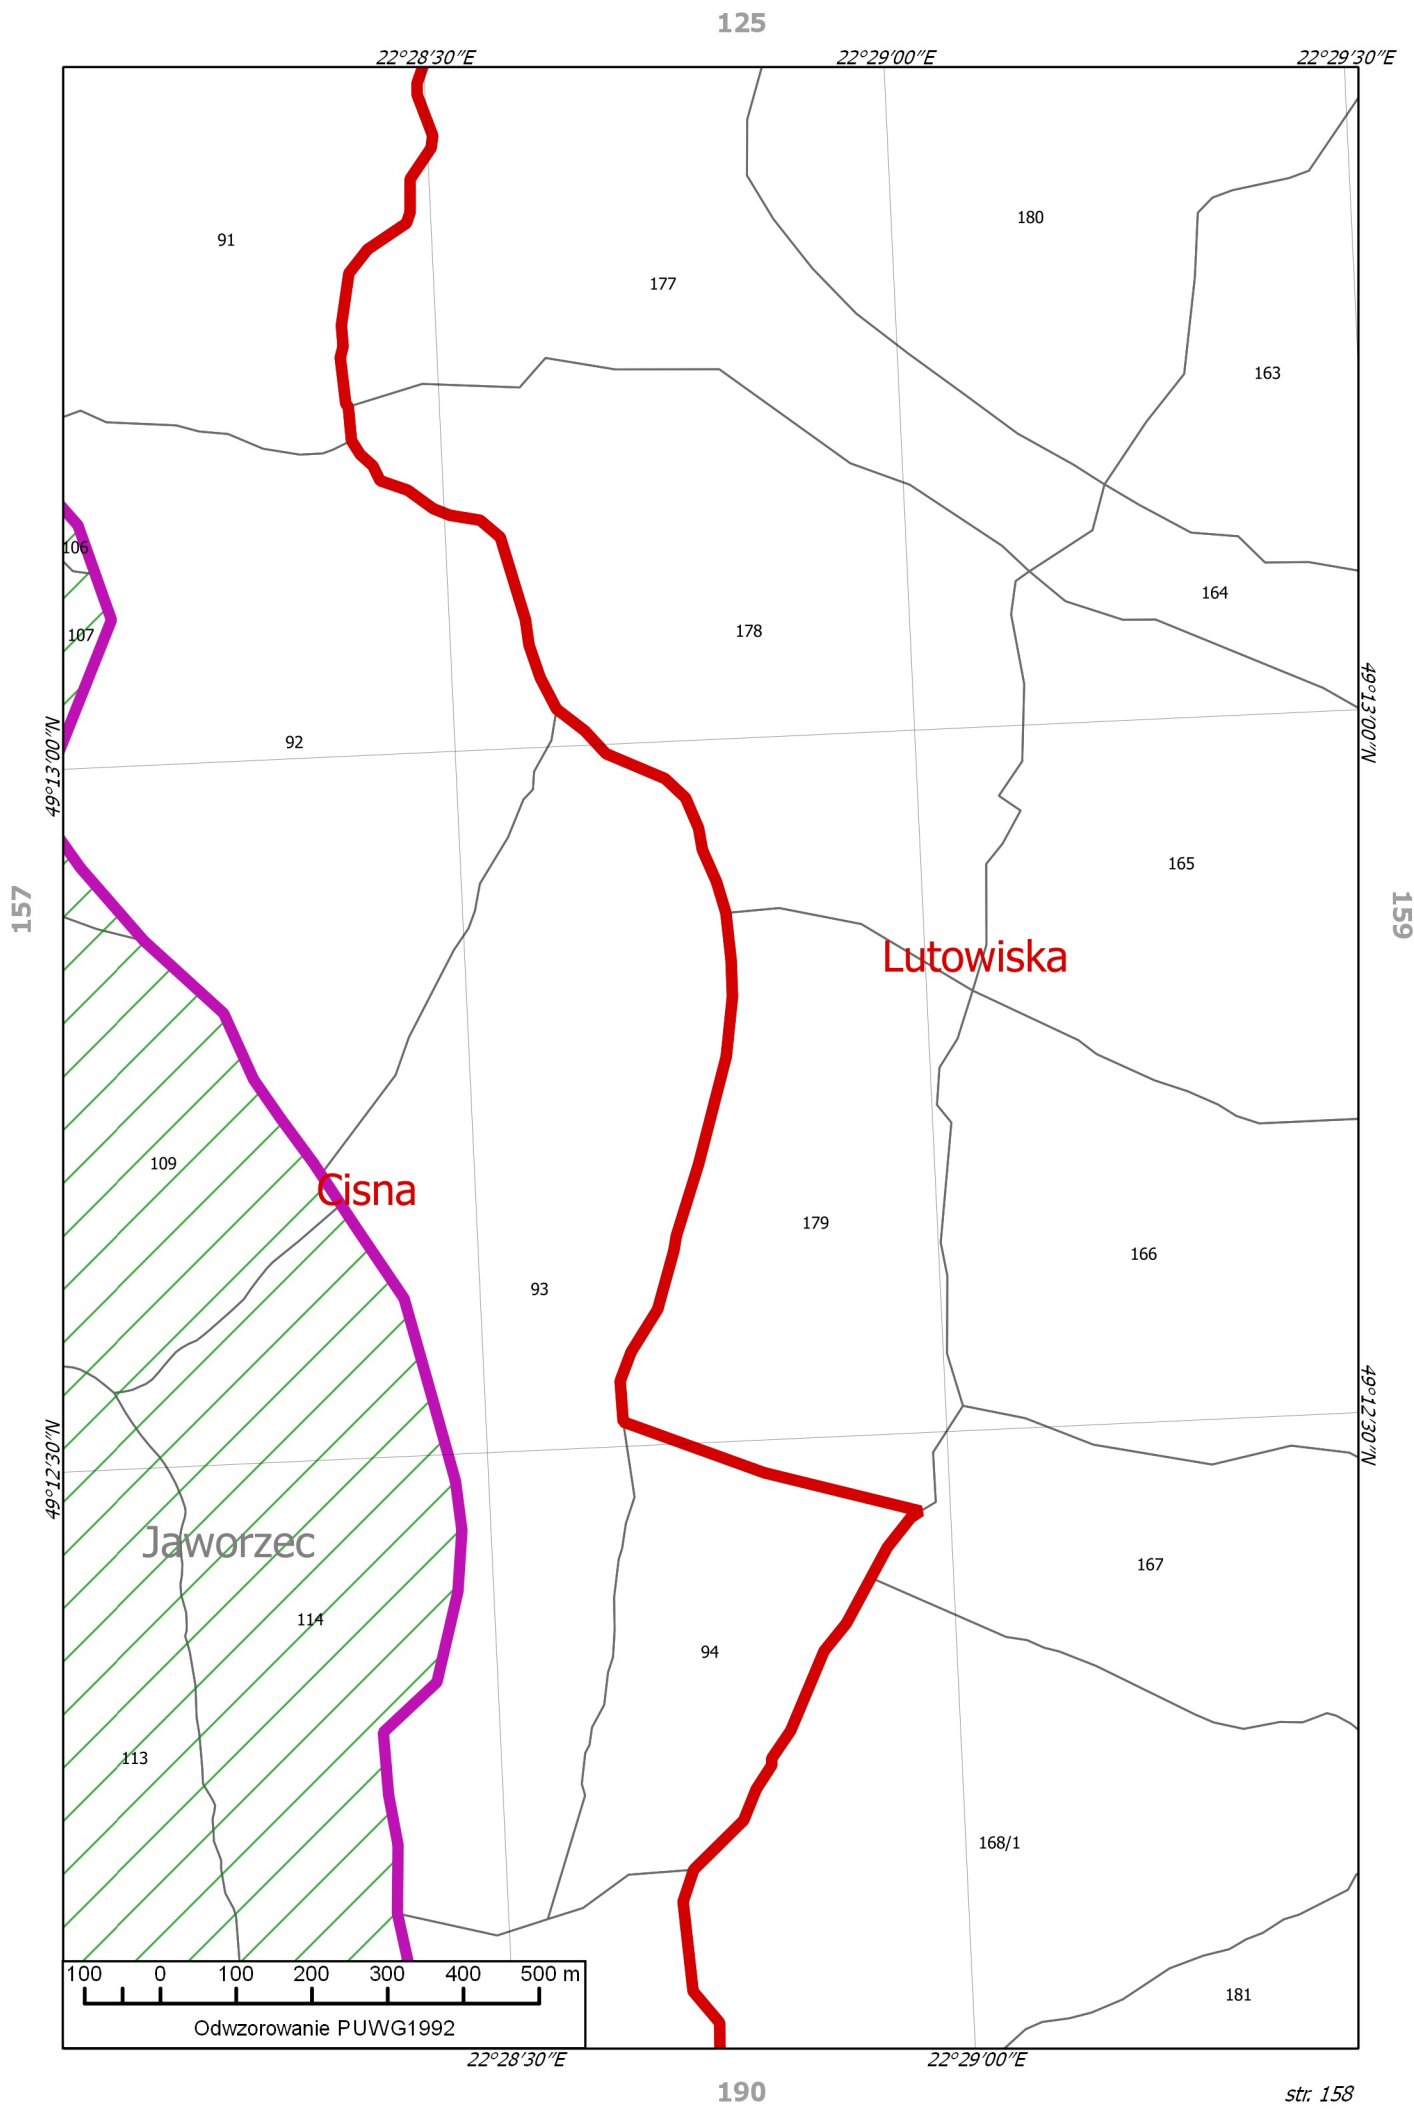 125
22°28'30"E 22°29'00"E 22°29'30"E
180
91
177
163
106
164
178
107
49°13'00"N
92
49°13'00"N
165
157
159
Lutowiska
109
Cisna
179
166
93
49°12'30"N
49°12'30"N
Jaworzec
167
114
94
113
168/1
100 0 100 200 300 400 500 m
181
Odwzorowanie PUWG1992
22°28'30"E 22°29'00"E
190
str. 158